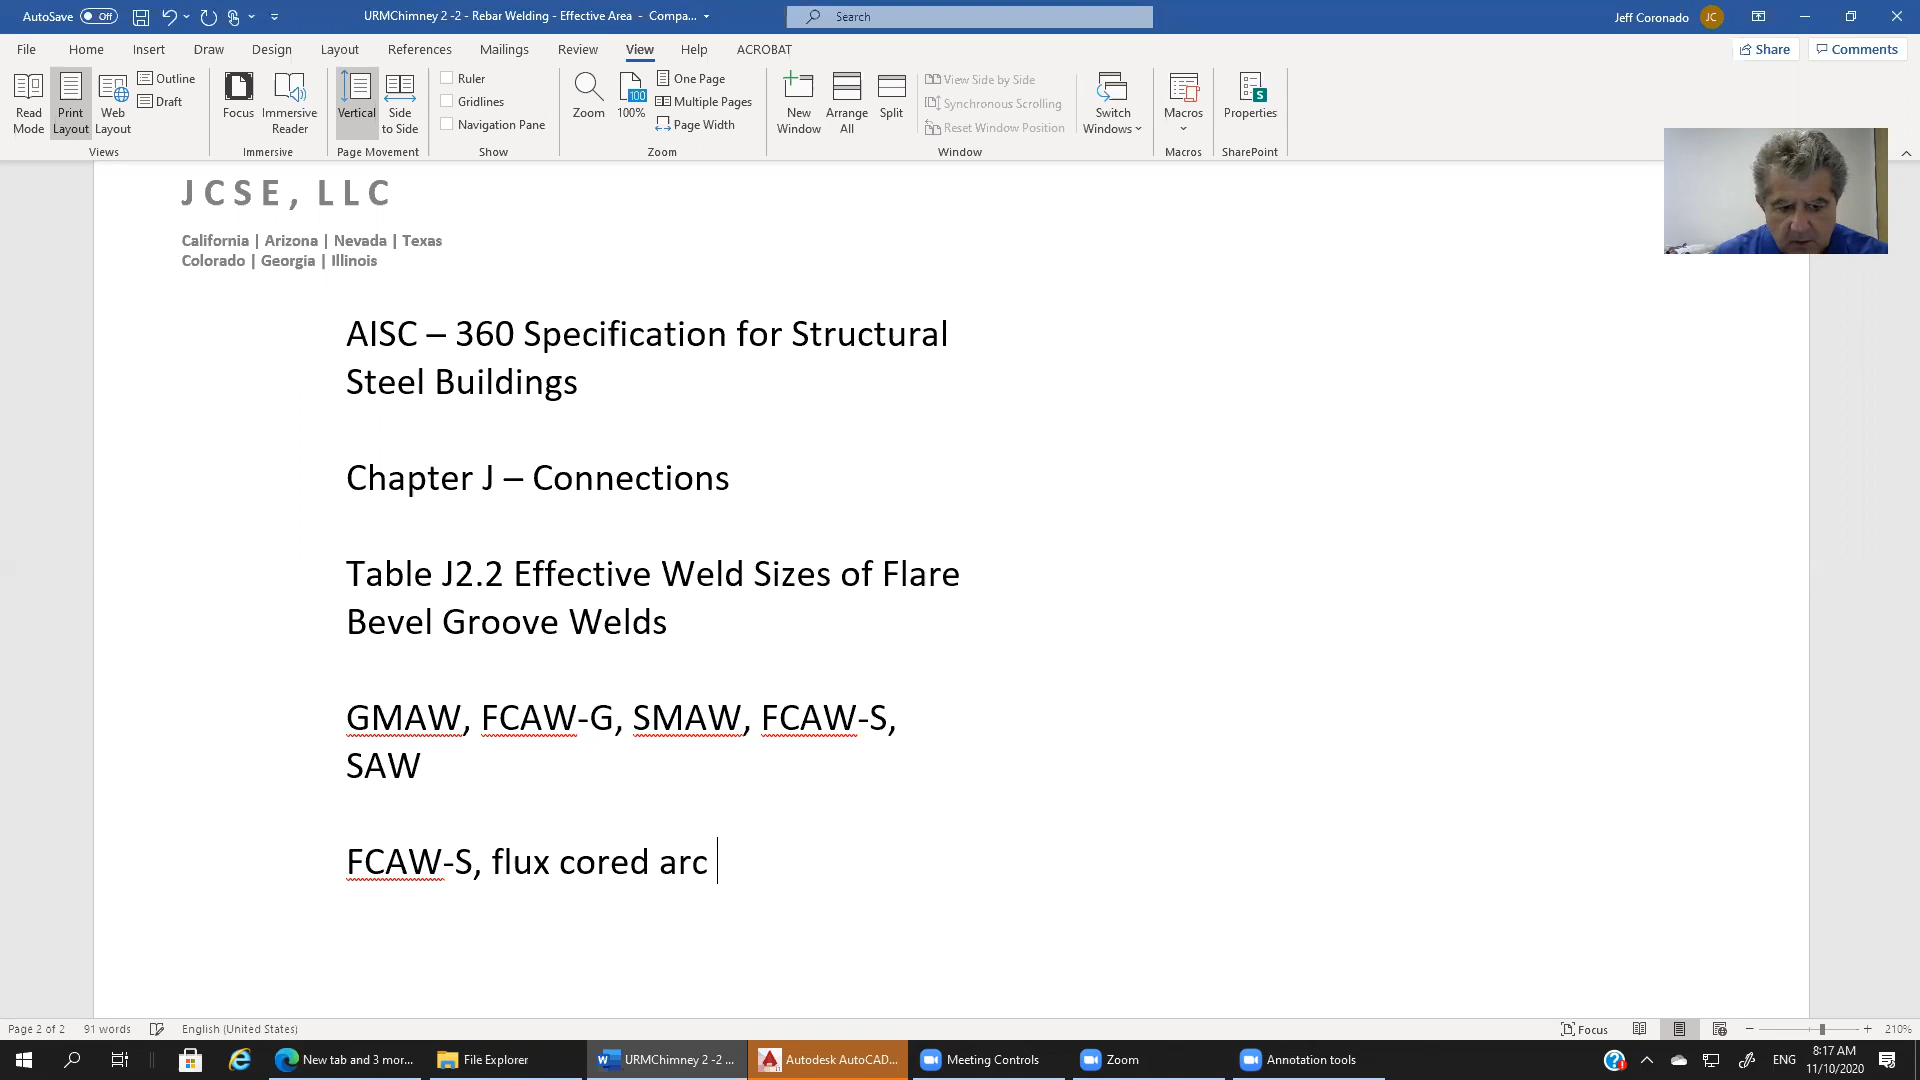 AutoSave Off URMChimney 2 -2 - Rebar Welding - Effective Area - Compa... Search Jeff Coronado JC
File Home Insert Draw Design Layout References Mailings Review View Help ACROBAT Share Comments
Read Mode Print Layout Web Layout Outline Draft Focus Immersive Reader Vertical Side to Side Ruler Gridlines Navigation Pane Zoom 100 100% One Page Multiple Pages Page Width New Window Arrange All Split View Side by Side Synchronous Scrolling Reset Window Position Switch Windows Macros Properties
Views Immersive Page Movement Show Zoom Window Macros SharePoint
JCSE, LLC
California | Arizona | Nevada | Texas
Colorado | Georgia | Illinois
AISC – 360 Specification for Structural
Steel Buildings
Chapter J – Connections
Table J2.2 Effective Weld Sizes of Flare
Bevel Groove Welds
GMAW, FCAW-G, SMAW, FCAW-S,
SAW
FCAW-S, flux cored arc
Page 2 of 2 91 words English (United States) Focus 210%
New tab and 3 mor... File Explorer URMChimney 2 -2 ... Autodesk AutoCAD... Meeting Controls Zoom Annotation tools ENG 8:17 AM
11/10/2020